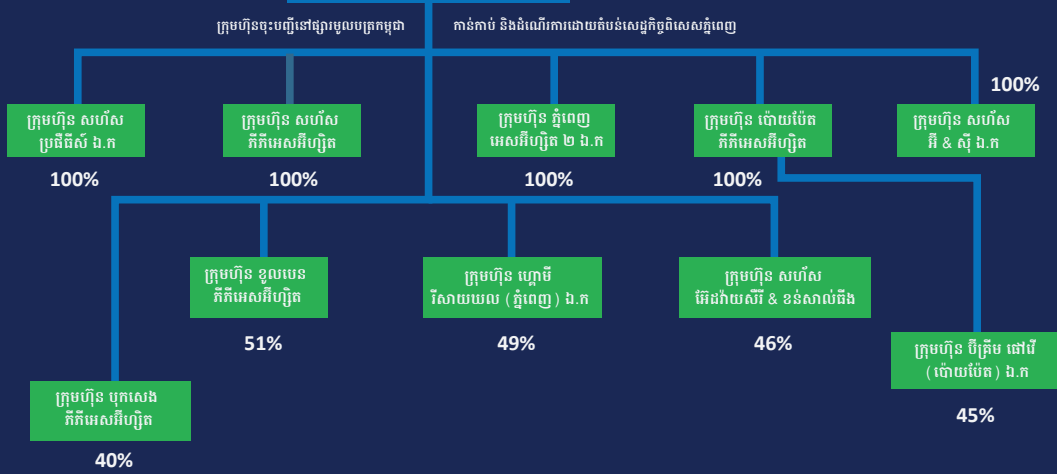 ក្រុមហ៊ុនចុះបញ្ជីនៅផ្សារមូលបត្រកម្ពុជា
កាន់កាប់ និងដំណើរការដោយតំបន់សេដ្ឋកិច្ចពិសេសភ្នំពេញ
100%
ក្រុមហ៊ុន សហ័ស
ប្រផឺធីស៍ ឯ.ក
100%
ក្រុមហ៊ុន សហ័ស
ភីភីអេសអ៊ីហ្សិត
100%
ក្រុមហ៊ុន ភ្នំពេញ
អេសអ៊ីហ្សិត ២ ឯ.ក
100%
ក្រុមហ៊ុន ប៉ោយប៉ែត
ភីភីអេសអ៊ីហ្សិត
100%
ក្រុមហ៊ុន សហ័ស
អ៊ី & ស៊ី ឯ.ក
ក្រុមហ៊ុន ខូលបេន
ភីភីអេសអ៊ីហ្សិត
51%
ក្រុមហ៊ុន ហ្គោមី
រីសាយឃល (ភ្នំពេញ) ឯ.ក
49%
ក្រុមហ៊ុន សហ័ស
អ៊ែដវ៉ាយស័រី & ខន់សាល់ធីង
46%
ក្រុមហ៊ុន ប៊ីគ្រីម ផៅវើ
(ប៉ោយប៉ែត) ឯ.ក
45%
ក្រុមហ៊ុន បុកសេង
ភីភីអេសអ៊ីហ្សិត
40%